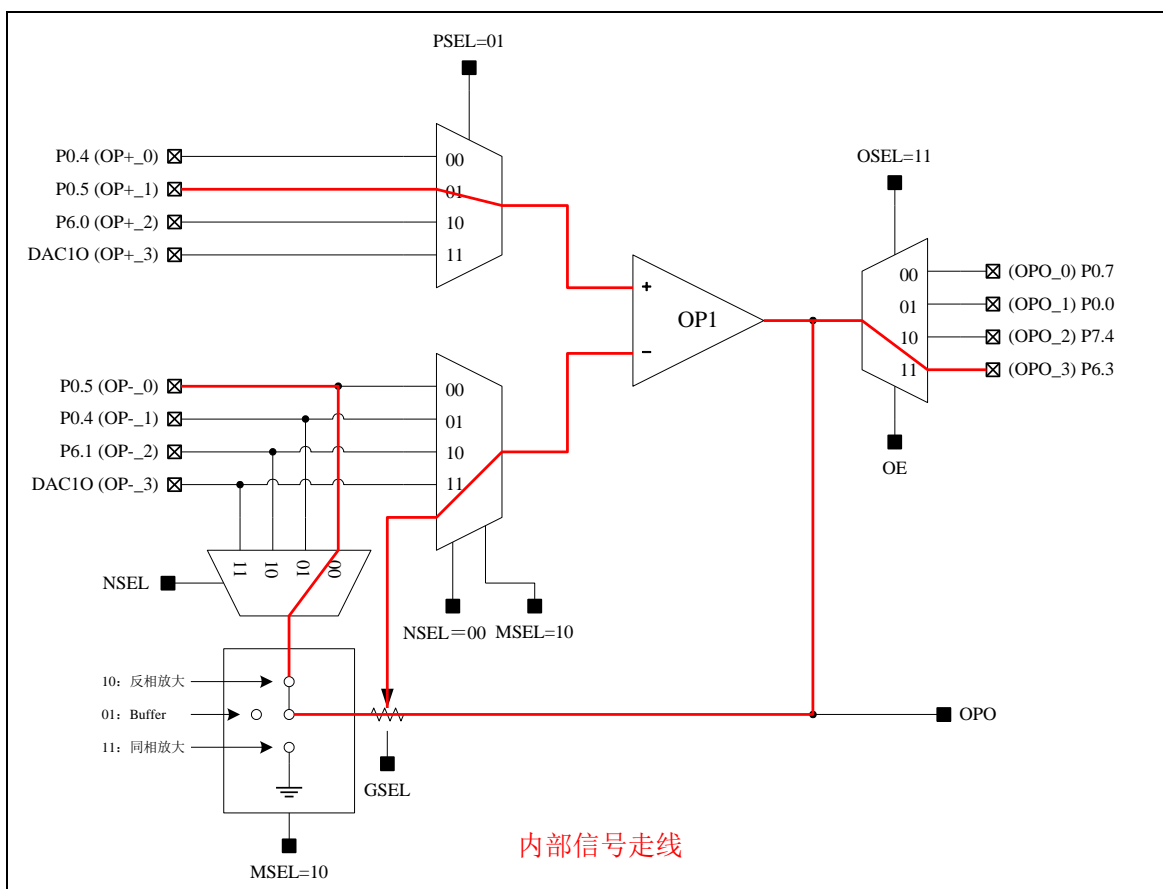 PSEL=01
P0.4 (OP+_0)
P0.5 (OP+_1)
P6.0 (OP+_2)
DAC1O (OP+_3)
00
01
10
11
OSEL=11
00
01
10
11
(OPO_0) P0.7
(OPO_1) P0.0
(OPO_2) P7.4
(OPO_3) P6.3
OE
+
OP1
−
P0.5 (OP-_0)
P0.4 (OP-_1)
P6.1 (OP-_2)
DAC1O (OP-_3)
00
01
10
11
11
10
01
00
NSEL
NSEL=00
MSEL=10
10：反相放大
01：Buffer
11：同相放大
GSEL
OPO
MSEL=10
内部信号走线